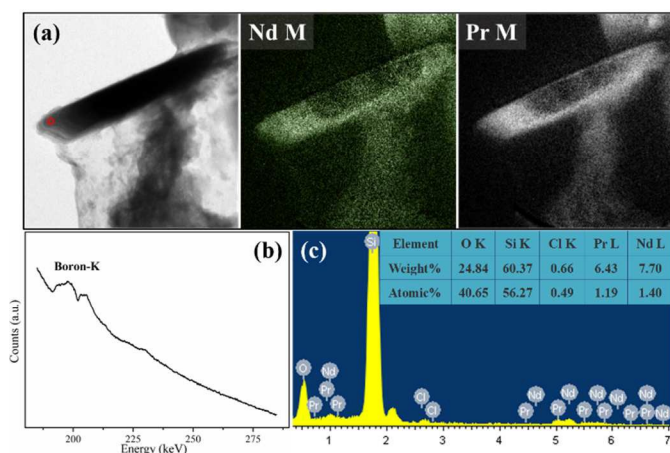 (a)
Nd M
Pr M
(b)
Boron-K
Counts (a.u.)
200 225 250 275
Energy (keV)
(c)
Element O K Si K Cl K Pr L Nd L
Weight% 24.84 60.37 0.66 6.43 7.70
Atomic% 40.65 56.27 0.49 1.19 1.40
Si
O
Pr
Nd
Nd
Pr
Cl
Cl
Pr
Nd
Pr
Nd
Pr
Nd
Pr
Nd
Pr
Nd
Pr
Nd
1 2 3 4 5 6 7